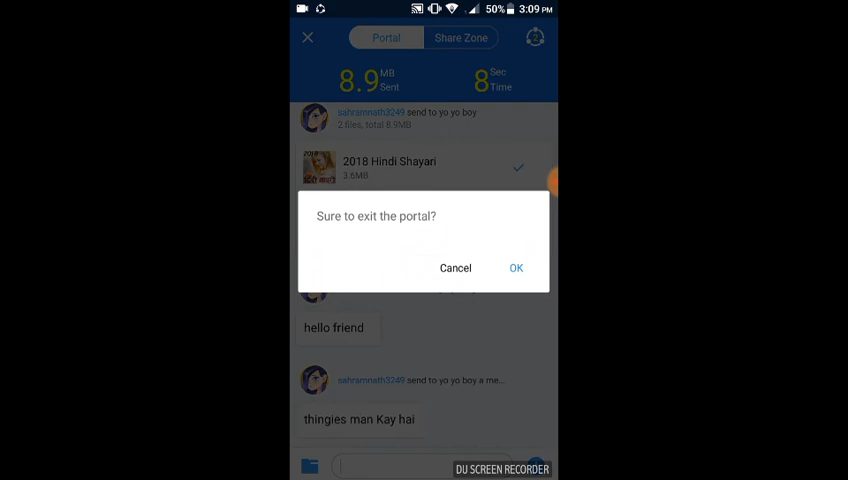 50% 3:09 PM
Portal Share Zone 2
8.9 MB Sent 8 Sec Time
sahramnath3249 send to yo yo boy
2 files, total 8.9MB
2018 Hindi Shayari
3.6MB
Sure to exit the portal?
Cancel OK
hello friend
sahramnath3249 send to yo yo boy a me...
thingies man Kay hai
DU SCREEN RECORDER